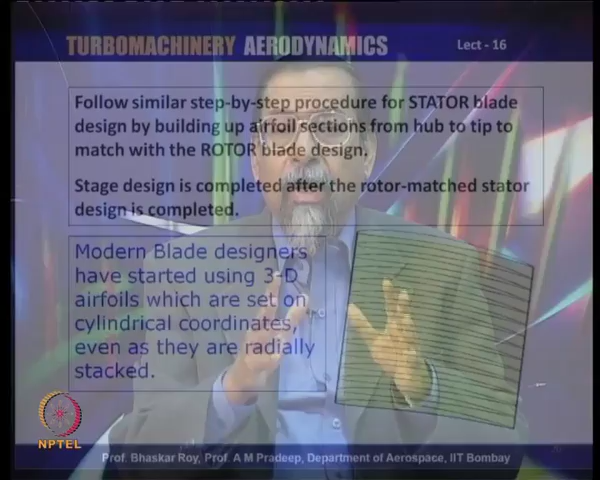 TURBOMACHINERY AERODYNAMICS Lect - 16
Follow similar step-by-step procedure for STATOR blade
design by building up airfoil sections from hub to tip to
match with the ROTOR blade design.
Stage design is completed after the rotor-matched stator
design is completed.
Modern Blade designers
have started using 3-D
airfoils which are set on
cylindrical coordinates,
even as they are radially
stacked.
NPTEL
Prof. Bhaskar Roy, Prof. A M Pradeep, Department of Aerospace, IIT Bombay